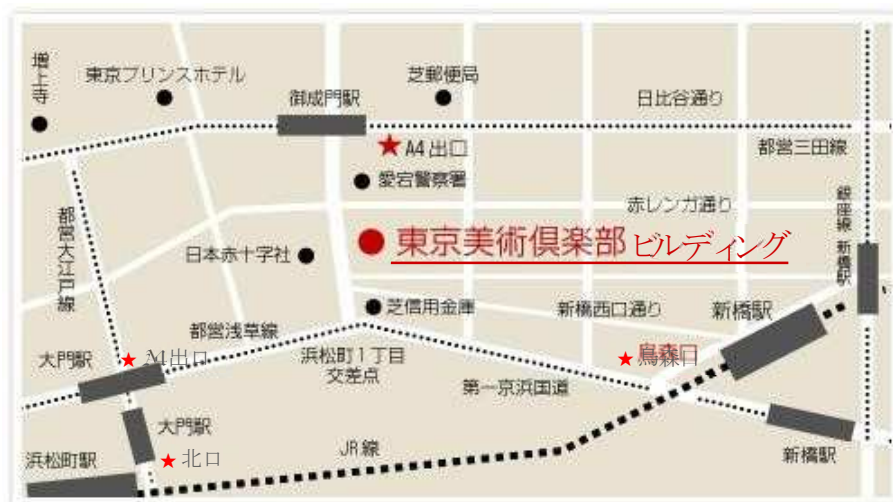 増上寺
東京プリンスホテル
御成門駅
芝郵便局
日比谷通り
A4出口
都営三田線
愛宕警察署
赤レンガ通り
銀座線 新橋駅
都営大江戸線
日本赤十字社
東京美術倶楽部 ビルディング
芝信用金庫
新橋西口通り
新橋駅
都営浅草線
大門駅
A4出口
浜松町1丁目
交差点
烏森口
第一京浜国道
大門駅
JR線
新橋駅
浜松町駅
北口